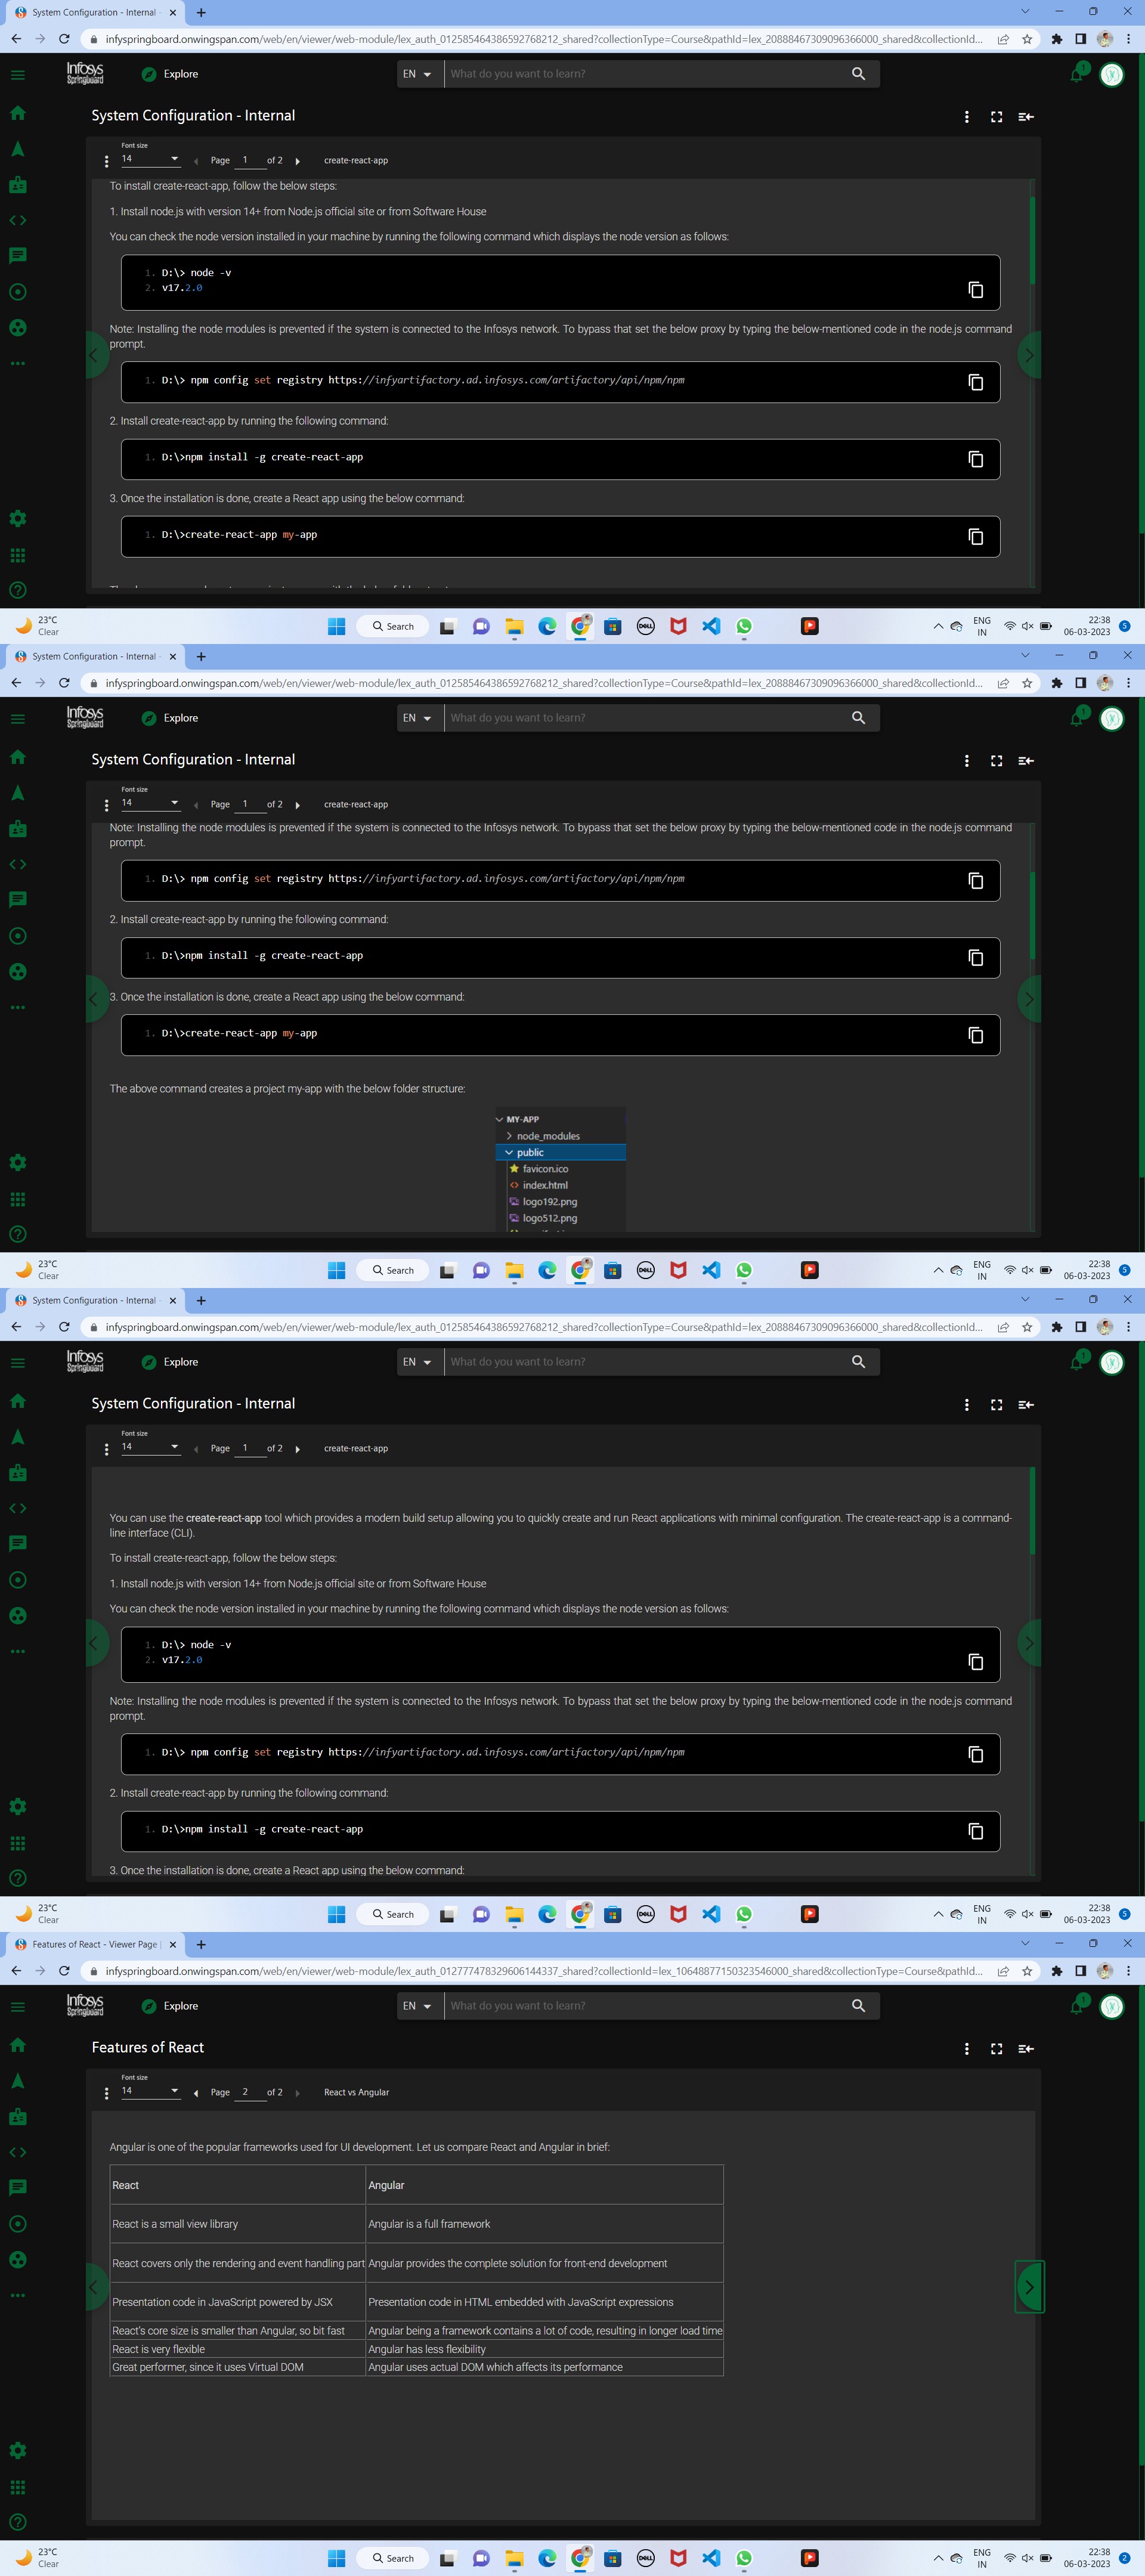 System Configuration - Internal -
infyspringboard.onwingspan.com/web/en/viewer/web-module/lex_auth_012585464386592768212_shared?collectionType=Course&pathId=lex_20888467309096366000_shared&collectionId...
Infosys
Springboard
Explore
EN
What do you want to learn?
1
System Configuration - Internal
Font size
14
Page 1 of 2
create-react-app
To install create-react-app, follow the below steps:
1. Install node.js with version 14+ from Node.js official site or from Software House
You can check the node version installed in your machine by running the following command which displays the node version as follows:
1. D:\> node -v
2. v17.2.0
Note: Installing the node modules is prevented if the system is connected to the Infosys network. To bypass that set the below proxy by typing the below-mentioned code in the node.js command
prompt.
1. D:\> npm config set registry https://infyartifactory.ad.infosys.com/artifactory/api/npm/npm
2. Install create-react-app by running the following command:
1. D:\>npm install -g create-react-app
3. Once the installation is done, create a React app using the below command:
1. D:\>create-react-app my-app
23°C
Clear
Search
DELL
ENG
IN
22:38
06-03-2023
5
System Configuration - Internal -
infyspringboard.onwingspan.com/web/en/viewer/web-module/lex_auth_012585464386592768212_shared?collectionType=Course&pathId=lex_20888467309096366000_shared&collectionId...
Infosys
Springboard
Explore
EN
What do you want to learn?
1
System Configuration - Internal
Font size
14
Page 1 of 2
create-react-app
Note: Installing the node modules is prevented if the system is connected to the Infosys network. To bypass that set the below proxy by typing the below-mentioned code in the node.js command
prompt.
1. D:\> npm config set registry https://infyartifactory.ad.infosys.com/artifactory/api/npm/npm
2. Install create-react-app by running the following command:
1. D:\>npm install -g create-react-app
3. Once the installation is done, create a React app using the below command:
1. D:\>create-react-app my-app
The above command creates a project my-app with the below folder structure:
MY-APP
node_modules
public
favicon.ico
index.html
logo192.png
logo512.png
23°C
Clear
Search
DELL
ENG
IN
22:38
06-03-2023
5
System Configuration - Internal -
infyspringboard.onwingspan.com/web/en/viewer/web-module/lex_auth_012585464386592768212_shared?collectionType=Course&pathId=lex_20888467309096366000_shared&collectionId...
Infosys
Springboard
Explore
EN
What do you want to learn?
1
System Configuration - Internal
Font size
14
Page 1 of 2
create-react-app
You can use the create-react-app tool which provides a modern build setup allowing you to quickly create and run React applications with minimal configuration. The create-react-app is a command-
line interface (CLI).
To install create-react-app, follow the below steps:
1. Install node.js with version 14+ from Node.js official site or from Software House
You can check the node version installed in your machine by running the following command which displays the node version as follows:
1. D:\> node -v
2. v17.2.0
Note: Installing the node modules is prevented if the system is connected to the Infosys network. To bypass that set the below proxy by typing the below-mentioned code in the node.js command
prompt.
1. D:\> npm config set registry https://infyartifactory.ad.infosys.com/artifactory/api/npm/npm
2. Install create-react-app by running the following command:
1. D:\>npm install -g create-react-app
3. Once the installation is done, create a React app using the below command:
23°C
Clear
Search
DELL
ENG
IN
22:38
06-03-2023
5
Features of React - Viewer Page |
infyspringboard.onwingspan.com/web/en/viewer/web-module/lex_auth_012777478329606144337_shared?collectionId=lex_10648877150323546000_shared&collectionType=Course&pathId...
Infosys
Springboard
Explore
EN
What do you want to learn?
1
Features of React
Font size
14
Page 2 of 2
React vs Angular
Angular is one of the popular frameworks used for UI development. Let us compare React and Angular in brief:
React Angular
React is a small view library Angular is a full framework
React covers only the rendering and event handling part Angular provides the complete solution for front-end development
Presentation code in JavaScript powered by JSX Presentation code in HTML embedded with JavaScript expressions
React's core size is smaller than Angular, so bit fast Angular being a framework contains a lot of code, resulting in longer load time
React is very flexible Angular has less flexibility
Great performer, since it uses Virtual DOM Angular uses actual DOM which affects its performance
23°C
Clear
Search
DELL
ENG
IN
22:38
06-03-2023
2